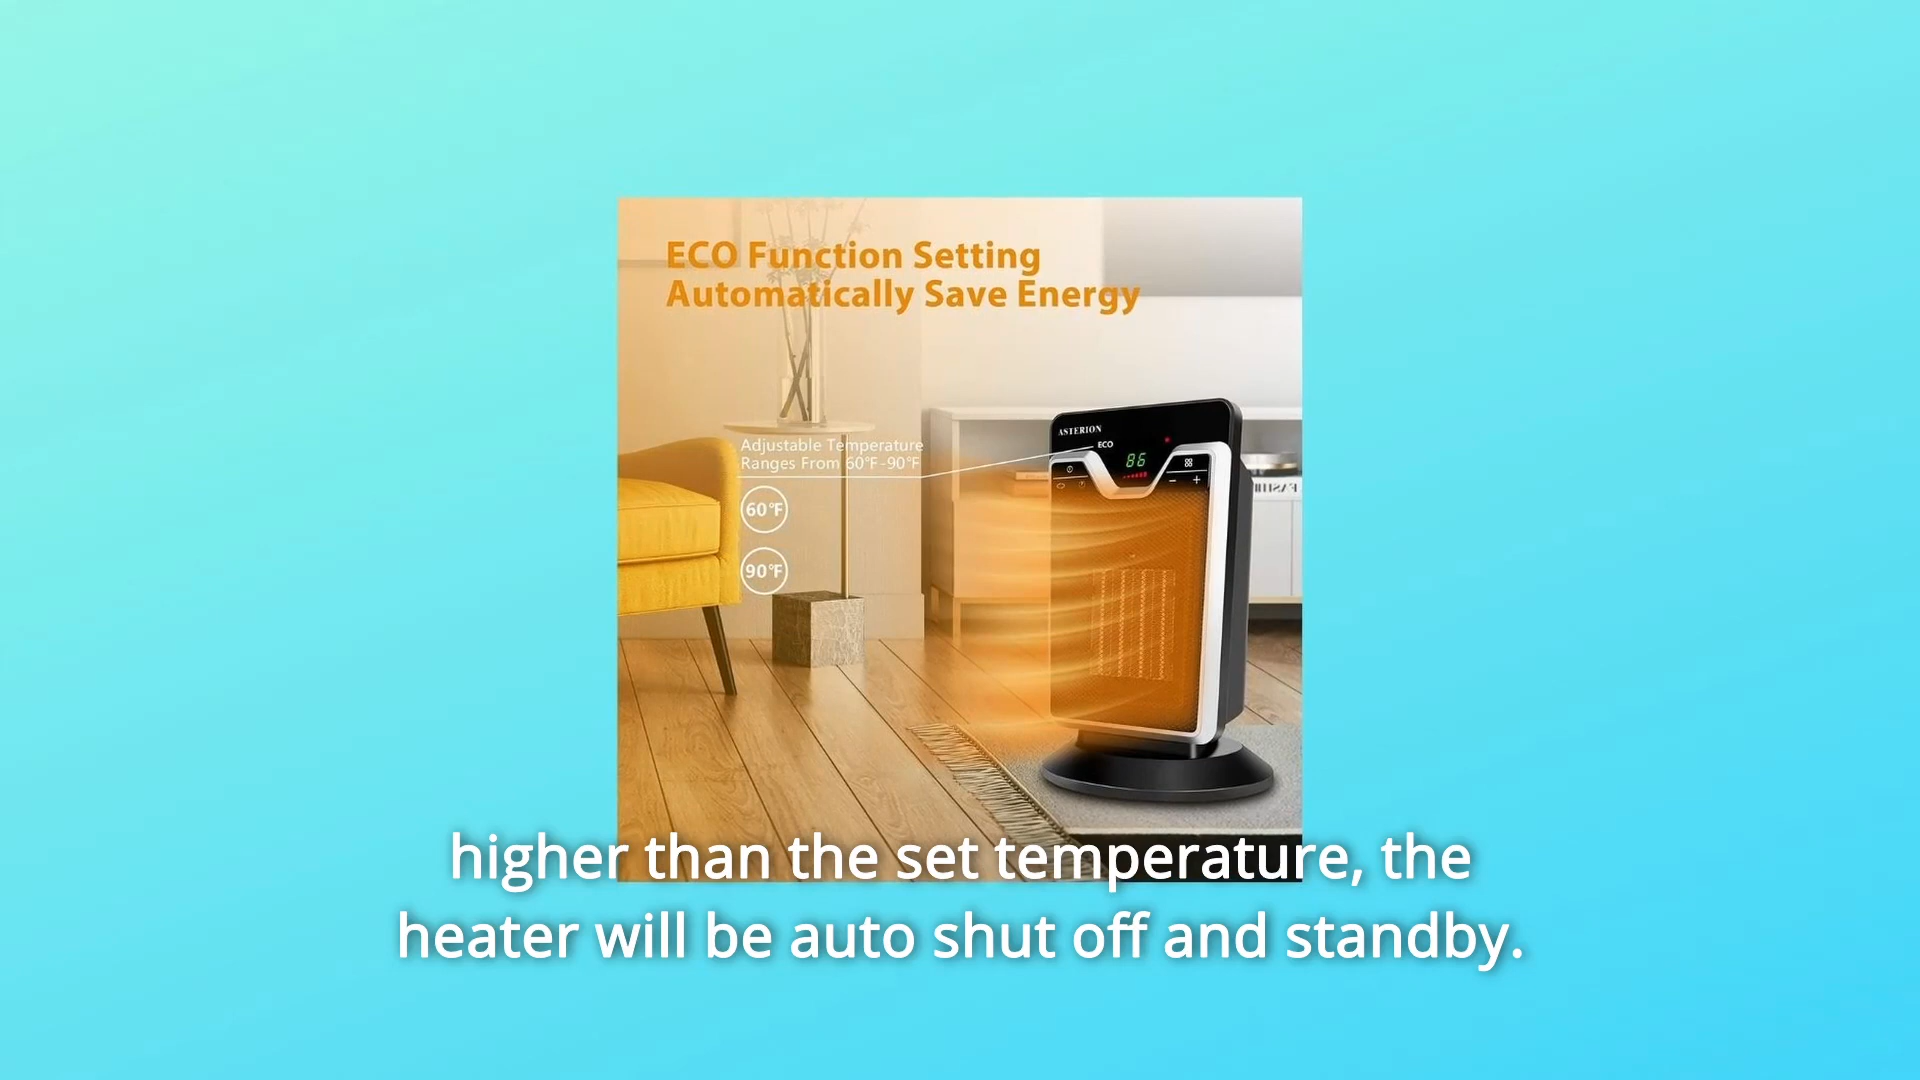 ECO Function Setting
Automatically Save Energy
Adjustable Temperature
Ranges From 60°F-90°F
60°F
90°F
ASTERION
ECO
86
higher than the set temperature, the
heater will be auto shut off and standby.